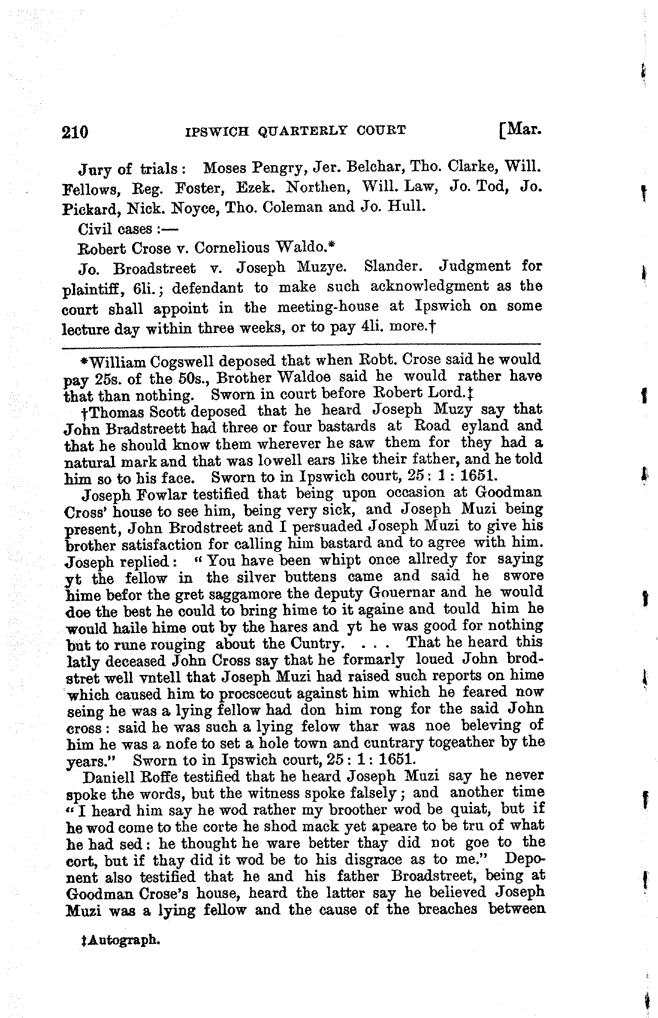 210 IPSWICH QUARTERLY COURT [Mar.
Jury of trials : Moses Pengry, Jer. Belchar, Tho. Clarke, Will.
Fellows, Reg. Foster, Ezek. Northen, Will. Law, Jo. Tod, Jo.
Pickard, Nick. Noyce, Tho. Coleman and Jo. Hull.
Civil cases :—
Robert Crose v. Cornelious Waldo.*
Jo. Broadstreet v. Joseph Muzye. Slander. Judgment for
plaintiff, 6li. ; defendant to make such acknowledgment as the
court shall appoint in the meeting-house at Ipswich on some
lecture day within three weeks, or to pay 4li. more.†
*William Cogswell deposed that when Robt. Crose said he would
pay 25s. of the 50s., Brother Waldoe said he would rather have
that than nothing. Sworn in court before Robert Lord.‡
†Thomas Scott deposed that he heard Joseph Muzy say that
John Bradstreett had three or four bastards at Road eyland and
that he should know them wherever he saw them for they had a
natural mark and that was lowell ears like their father, and he told
him so to his face. Sworn to in Ipswich court, 25 : 1 : 1651.
Joseph Fowlar testified that being upon occasion at Goodman
Cross' house to see him, being very sick, and Joseph Muzi being
present, John Brodstreet and I persuaded Joseph Muzi to give his
brother satisfaction for calling him bastard and to agree with him.
Joseph replied : “ You have been whipt once allredy for saying
yt the fellow in the silver buttens came and said he swore
hime befor the gret saggamore the deputy Gouernar and he would
doe the best he could to bring hime to it againe and tould him he
would haile hime out by the hares and yt he was good for nothing
but to rune rouging about the Cuntry. . . . That he heard this
latly deceased John Cross say that he formarly loued John brod-
stret well vntell that Joseph Muzi had raised such reports on hime
which caused him to procscecut against him which he feared now
seing he was a lying fellow had don him rong for the said John
cross : said he was such a lying felow thar was noe beleving of
him he was a nofe to set a hole town and cuntrary togeather by the
years.” Sworn to in Ipswich court, 25 : 1 : 1651.
Daniell Roffe testified that he heard Joseph Muzi say he never
spoke the words, but the witness spoke falsely ; and another time
“ I heard him say he wod rather my broother wod be quiat, but if
he wod come to the corte he shod mack yet apeare to be tru of what
he had sed : he thought he ware better thay did not goe to the
cort, but if thay did it wod be to his disgrace as to me.” Depo-
nent also testified that he and his father Broadstreet, being at
Goodman Crose's house, heard the latter say he believed Joseph
Muzi was a lying fellow and the cause of the breaches between
‡Autograph.